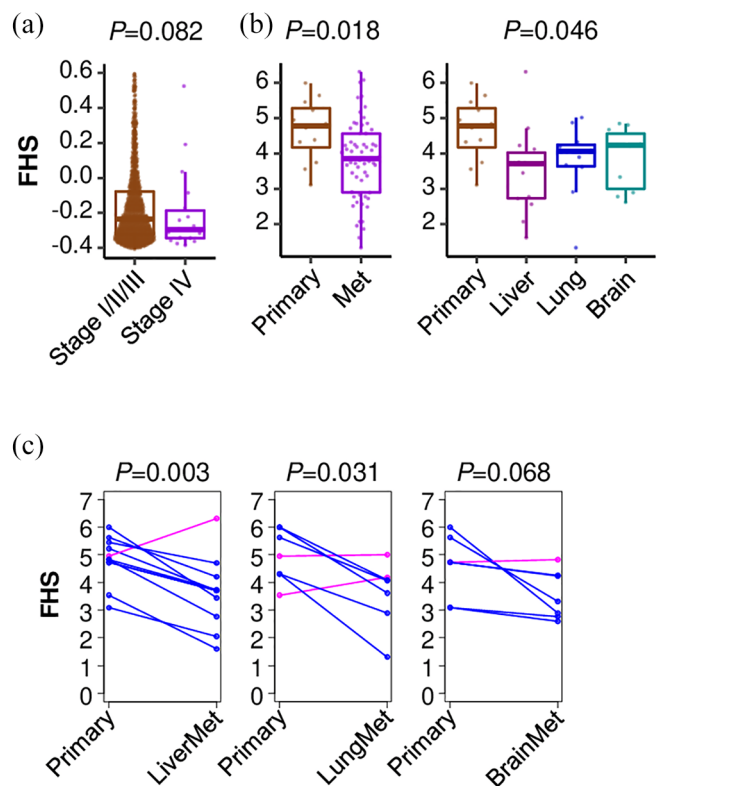 (a)
P=0.082
FHS
0.6
0.4
0.2
0.0
-0.2
-0.4
Stage I/II/III
Stage IV
(b)
P=0.018
6
5
4
3
2
Primary
Met
P=0.046
6
5
4
3
2
Primary
Liver
Lung
Brain
(c)
P=0.003
FHS
7
6
5
4
3
2
1
0
Primary
LiverMet
P=0.031
7
6
5
4
3
2
1
0
Primary
LungMet
P=0.068
7
6
5
4
3
2
1
0
Primary
BrainMet